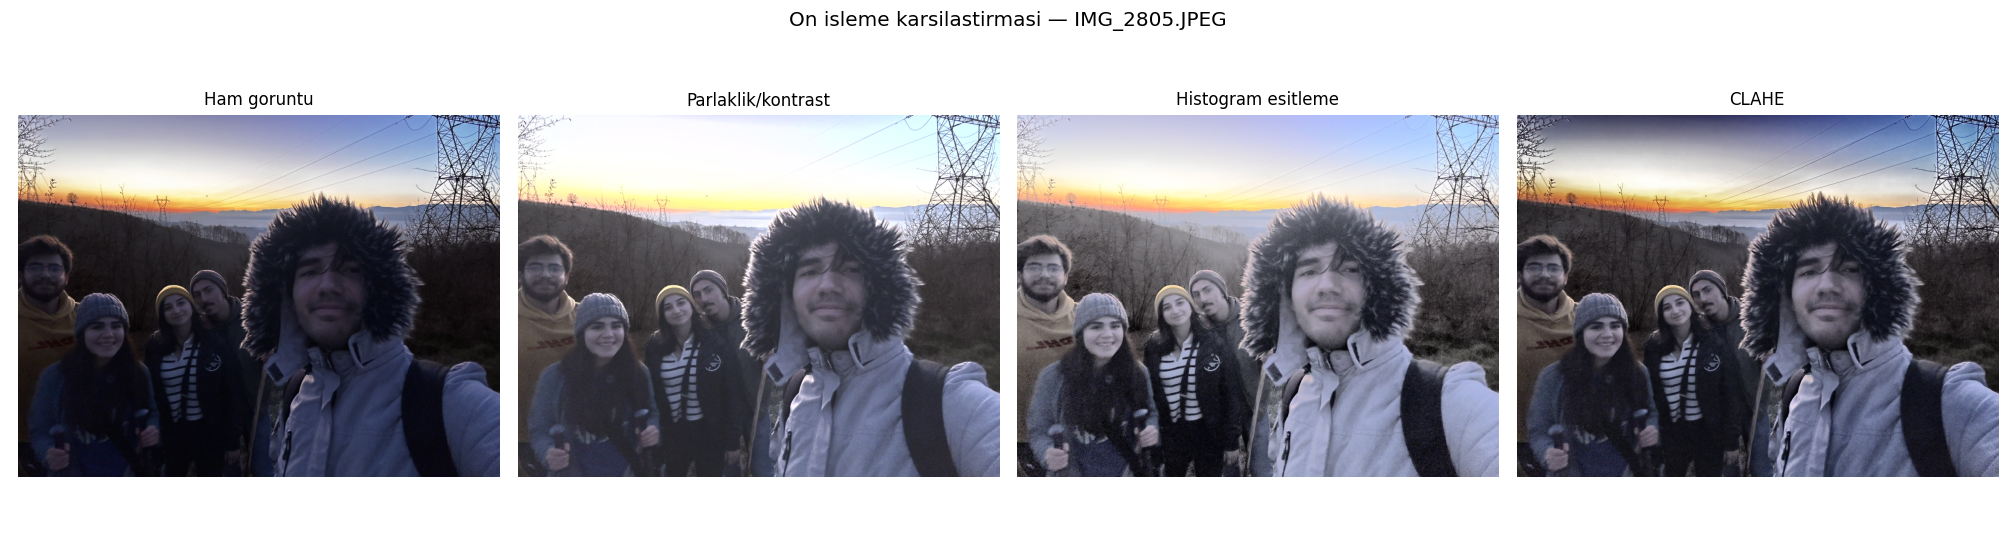 On isleme karsilastirmasi — IMG_2805.JPEG
Ham goruntu
Parlaklik/kontrast
Histogram esitleme
CLAHE